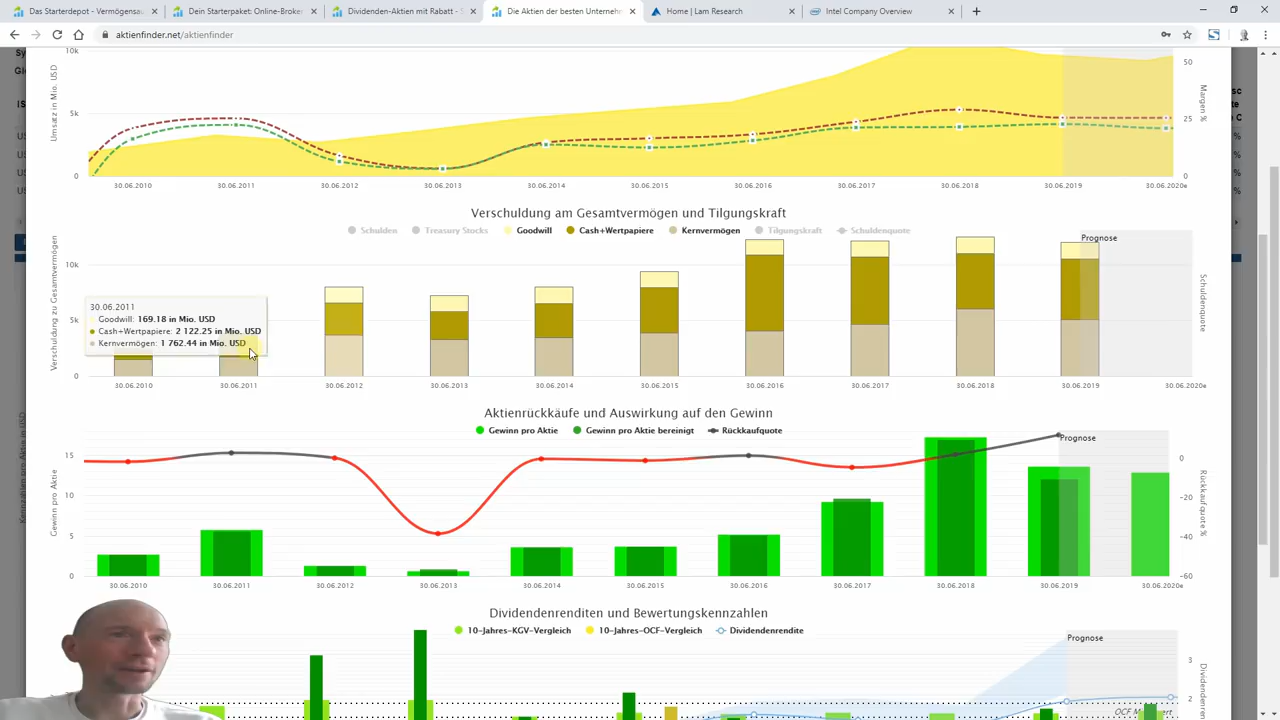 Das Starterdepot - Vermögensau
Dein Starterpaket: Online-Broker
Dividenden-Aktien mit Rabatt - S
Die Aktien der besten Unternehm
Home | Lam Research
Intel Company Overview
aktienfinder.net/aktienfinder
Umsatz in Mio. USD
10k
5k
0
50
25
0
Margen %
30.06.2010 30.06.2011 30.06.2012 30.06.2013 30.06.2014 30.06.2015 30.06.2016 30.06.2017 30.06.2018 30.06.2019 30.06.2020e
Verschuldung am Gesamtvermögen und Tilgungskraft
Schulden Treasury Stocks Goodwill Cash+Wertpapiere Kernvermögen Tilgungskraft Schuldenquote
Prognose
Verschuldung zu Gesamtvermögen
10k
5k
0
Schuldenquote
30.06.2011
Goodwill: 169.18 in Mio. USD
Cash+Wertpapiere: 2 122.25 in Mio. USD
Kernvermögen: 1 762.44 in Mio. USD
30.06.2010 30.06.2011 30.06.2012 30.06.2013 30.06.2014 30.06.2015 30.06.2016 30.06.2017 30.06.2018 30.06.2019 30.06.2020e
Aktienrückkäufe und Auswirkung auf den Gewinn
Gewinn pro Aktie Gewinn pro Aktie bereinigt Rückkaufquote
Prognose
Gewinn pro Aktie
15
10
5
0
0
-20
-40
-60
Rückkaufquote %
30.06.2010 30.06.2011 30.06.2012 30.06.2013 30.06.2014 30.06.2015 30.06.2016 30.06.2017 30.06.2018 30.06.2019 30.06.2020e
Dividendenrenditen und Bewertungskennzahlen
10-Jahres-KGV-Vergleich 10-Jahres-OCF-Vergleich Dividendenrendite
Prognose
3
2